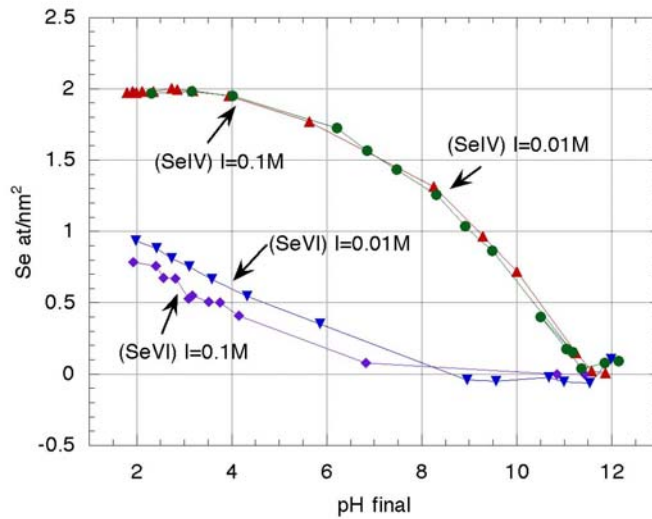 2.5
2
(SeIV) I=0.01M
(SeIV) I=0.1M
1.5
Se at/nm²
1
(SeVI) I=0.01M
0.5
(SeVI) I=0.1M
0
-0.5
2 4 6 8 10 12
pH final